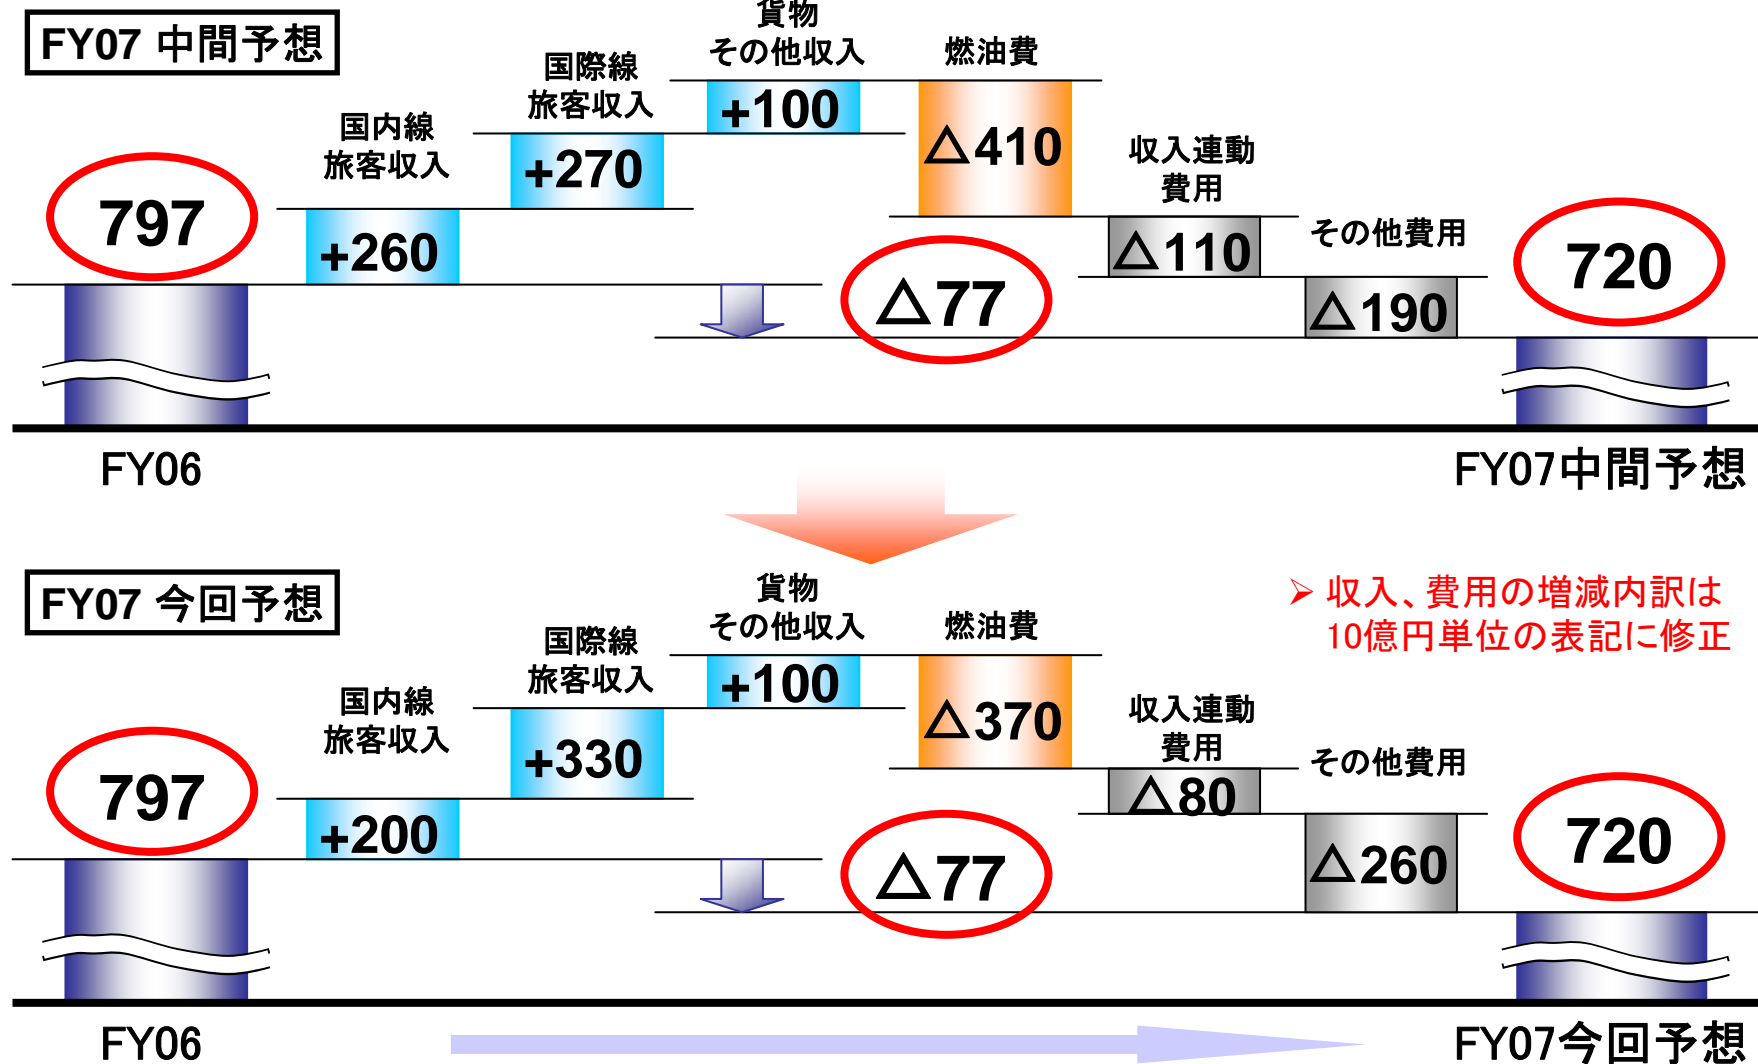 FY07 中間予想
貨物
その他収入
燃油費
国際線
旅客収入
国内線
旅客収入
+100
△410
+270
収入連動
費用
797
+260
△110
その他費用
720
△77
△190
FY06
FY07中間予想
FY07 今回予想
貨物
その他収入
燃油費
➢ 収入、費用の増減内訳は
10億円単位の表記に修正
国際線
旅客収入
国内線
旅客収入
+100
△370
+330
収入連動
費用
797
+200
△80
その他費用
720
△77
△260
FY06
FY07今回予想